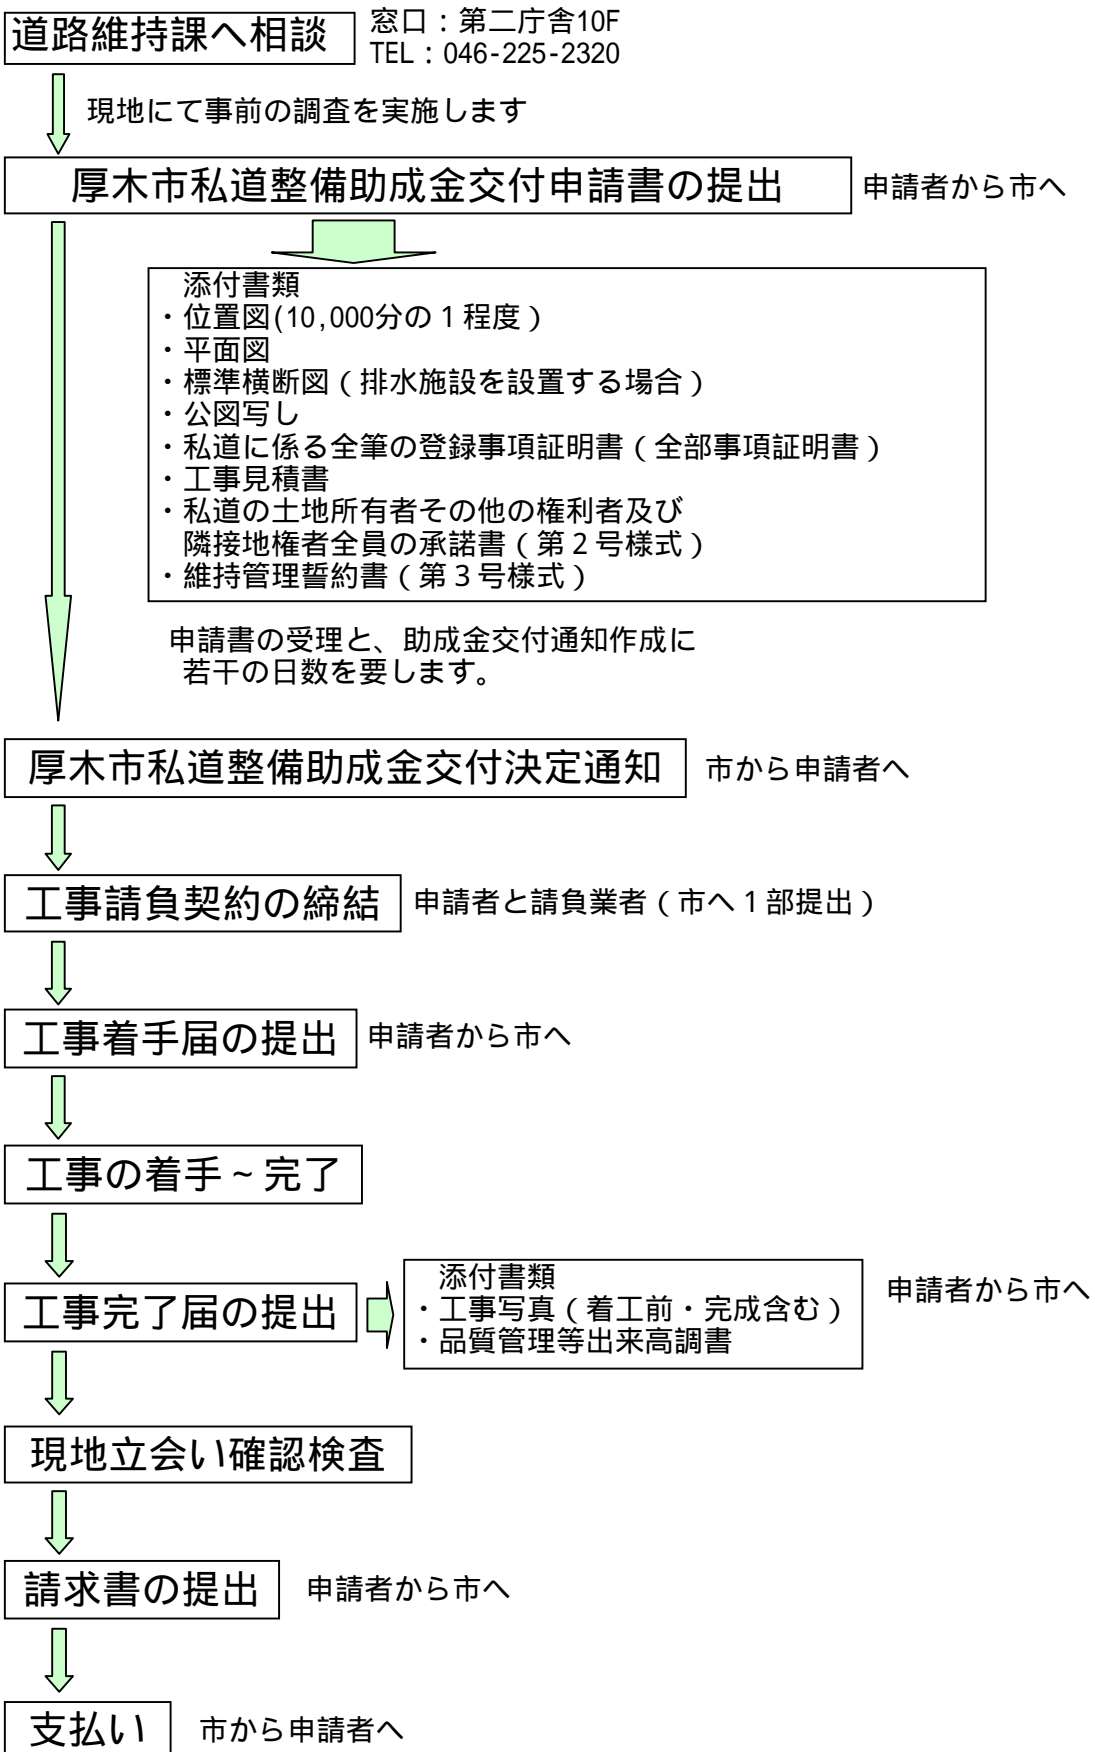 道路維持課へ相談
窓口：第二庁舎10F
TEL：046-225-2320
現地にて事前の調査を実施します
厚木市私道整備助成金交付申請書の提出
申請者から市へ
添付書類
・位置図(10,000分の１程度）
・平面図
・標準横断図（排水施設を設置する場合）
・公図写し
・私道に係る全筆の登録事項証明書（全部事項証明書）
・工事見積書
・私道の土地所有者その他の権利者及び
隣接地権者全員の承諾書（第２号様式）
・維持管理誓約書（第３号様式）
申請書の受理と、助成金交付通知作成に
若干の日数を要します。
厚木市私道整備助成金交付決定通知
市から申請者へ
工事請負契約の締結
申請者と請負業者（市へ１部提出）
工事着手届の提出
申請者から市へ
工事の着手～完了
工事完了届の提出
添付書類
・工事写真（着工前・完成含む）
・品質管理等出来高調書
申請者から市へ
現地立会い確認検査
請求書の提出
申請者から市へ
支払い
市から申請者へ